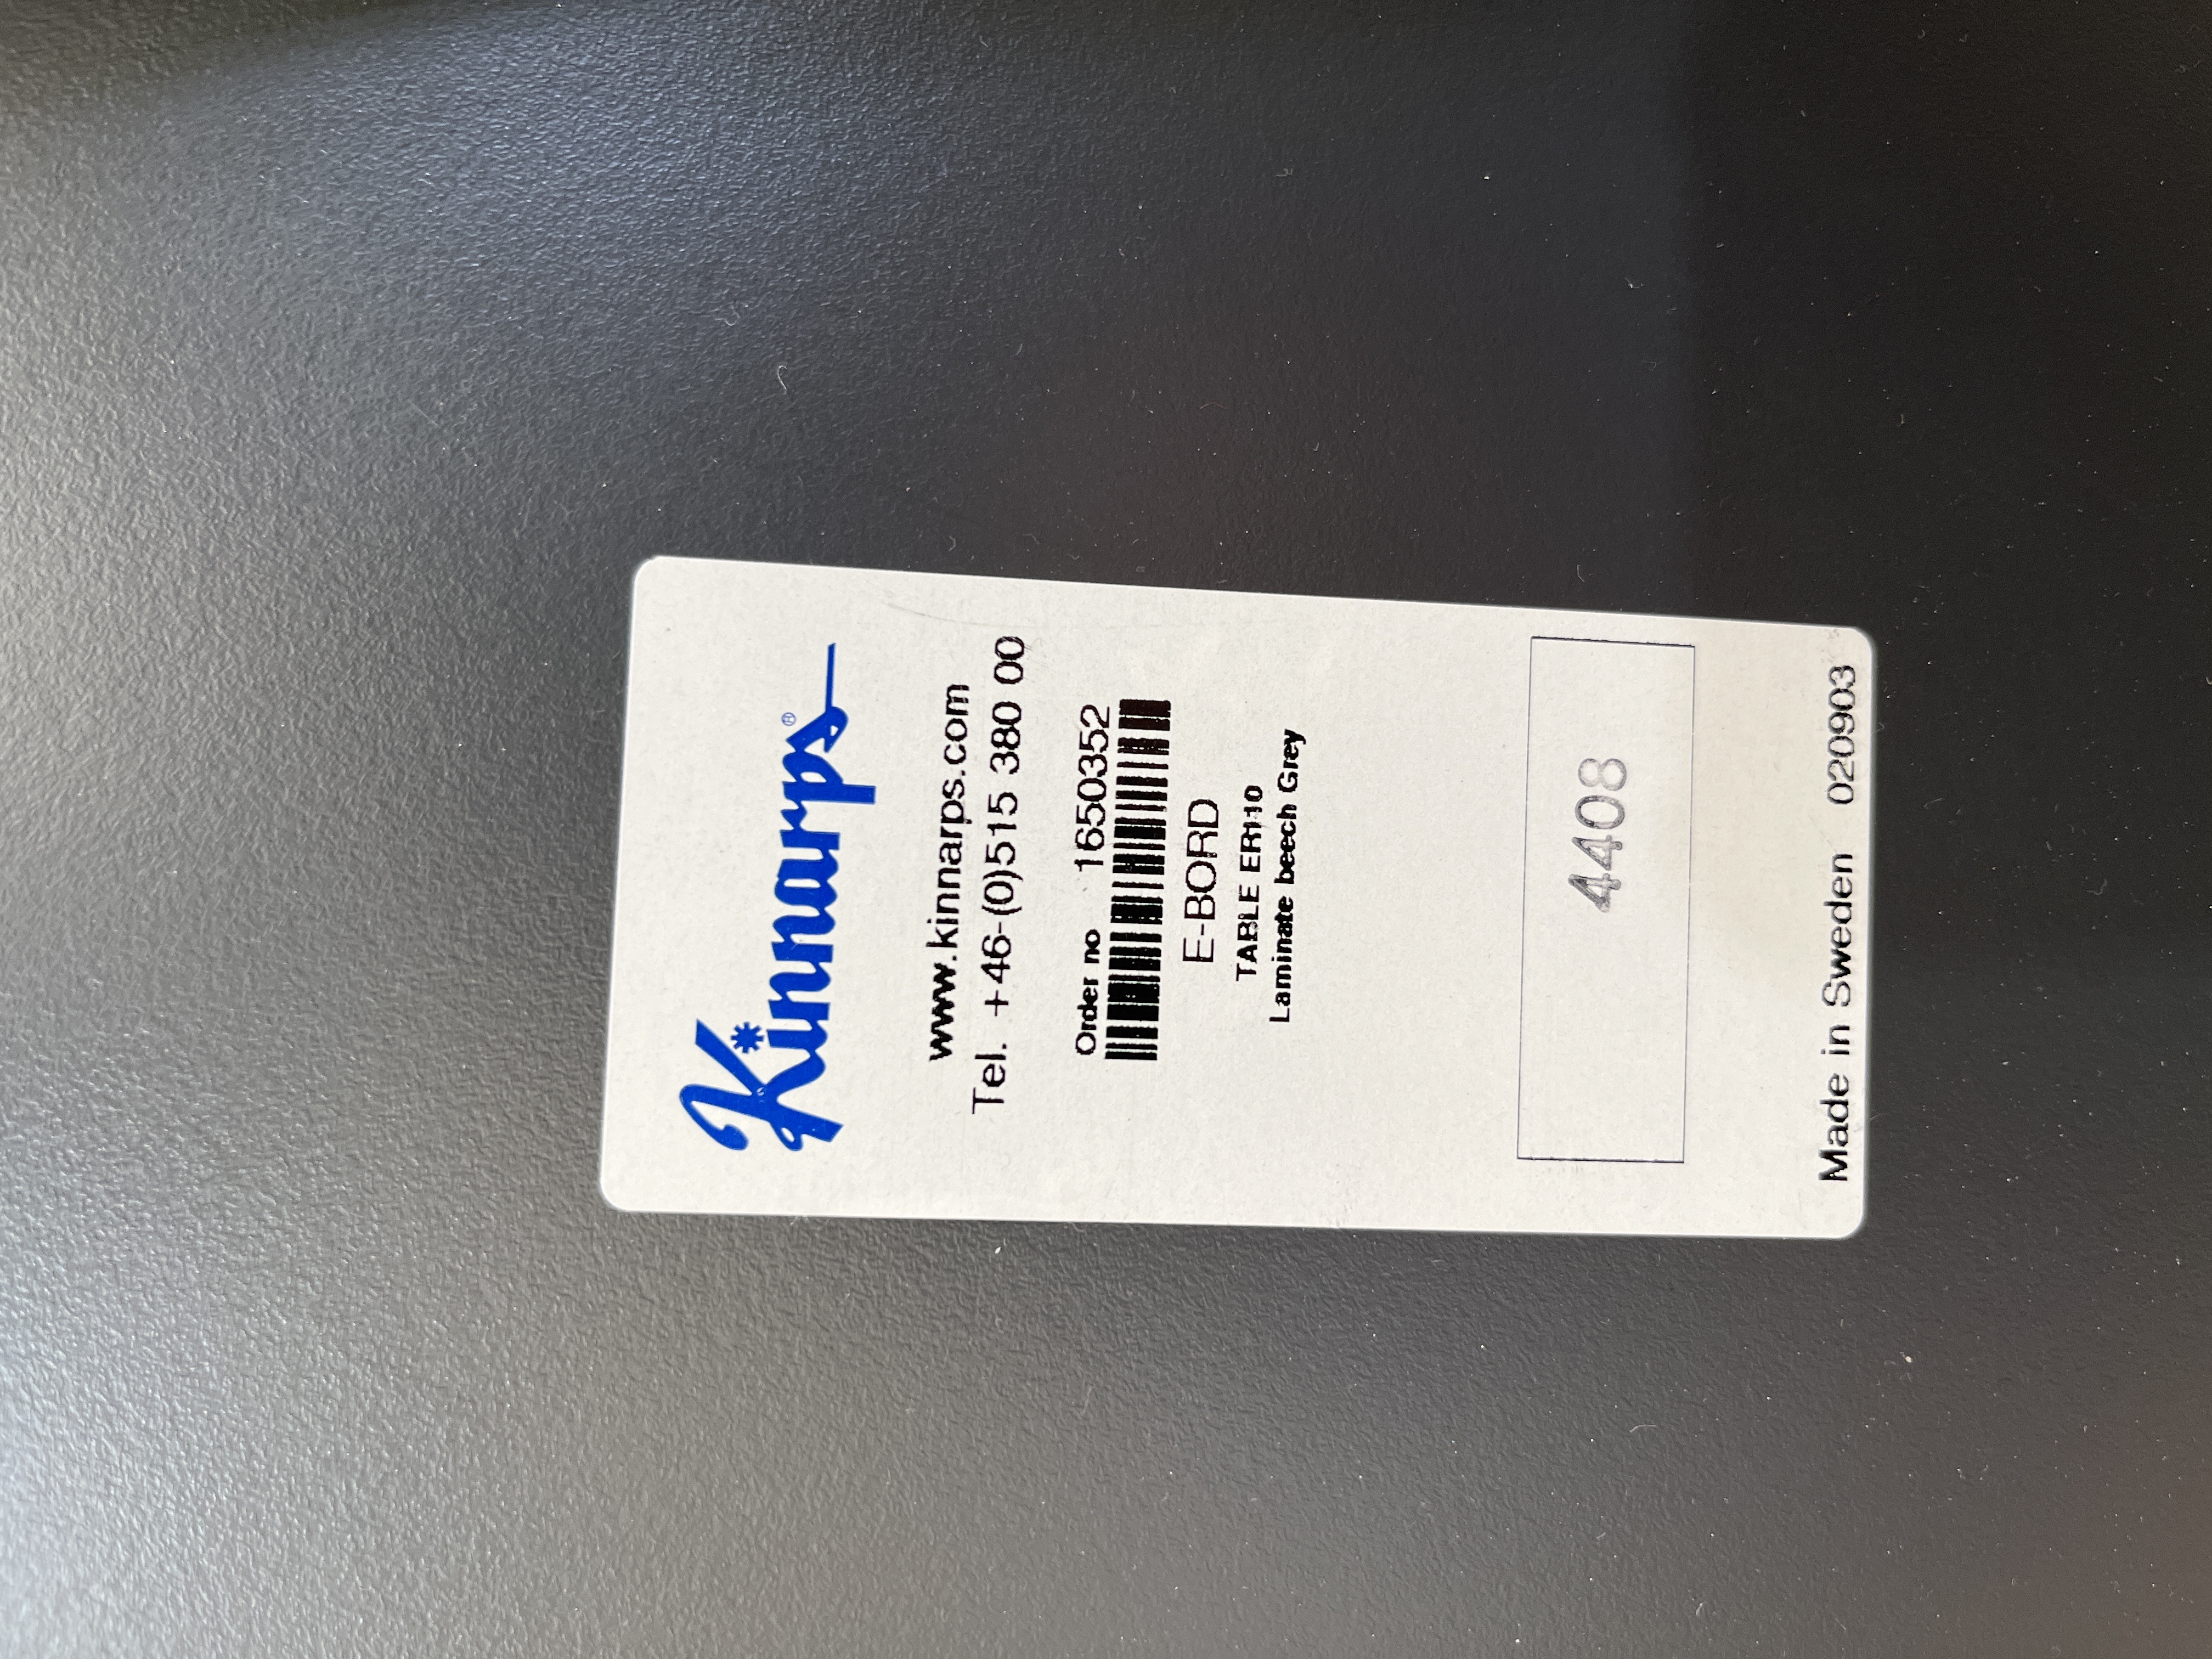 Kinnarps®
www.kinnarps.com
Tel. +46-(0)515 380 00
Order no 1650352
E-BORD
TABLE ER110
Laminate beech Grey
4408
Made in Sweden 020903